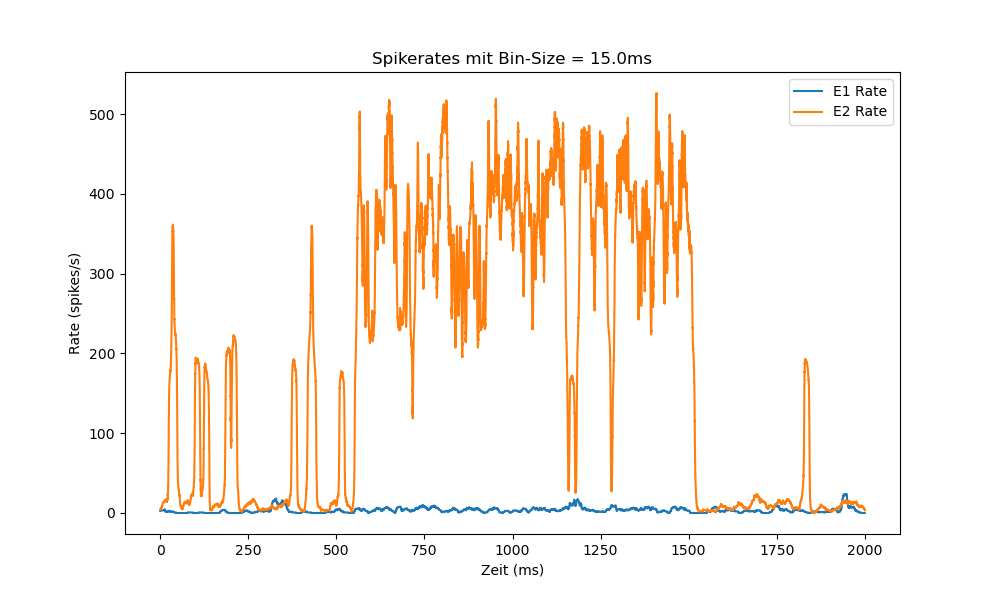 Spikerates mit Bin-Size = 15.0ms
E1 Rate
E2 Rate
Rate (spikes/s)
500
400
300
200
100
0
0 250 500 750 1000 1250 1500 1750 2000
Zeit (ms)